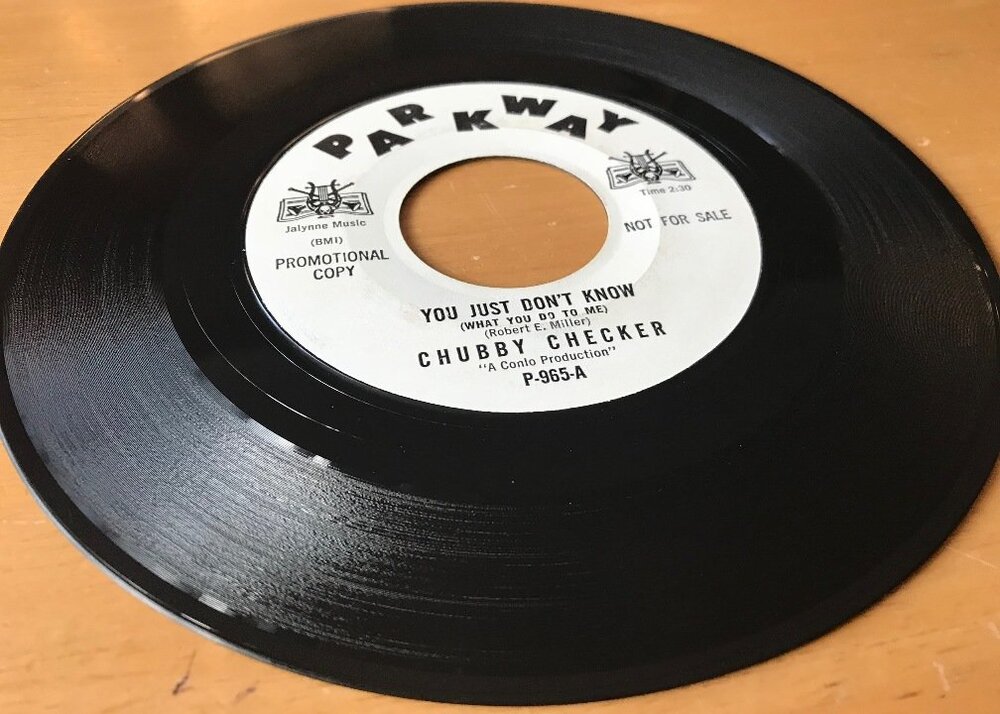 PARKWAY
Jalynne Music
(BMI)
PROMOTIONAL
COPY
Time 2:30
NOT FOR SALE
YOU JUST DON'T KNOW
(WHAT YOU DO TO ME)
(Robert E. Miller)
CHUBBY CHECKER
"A Conlo Production"
P-965-A